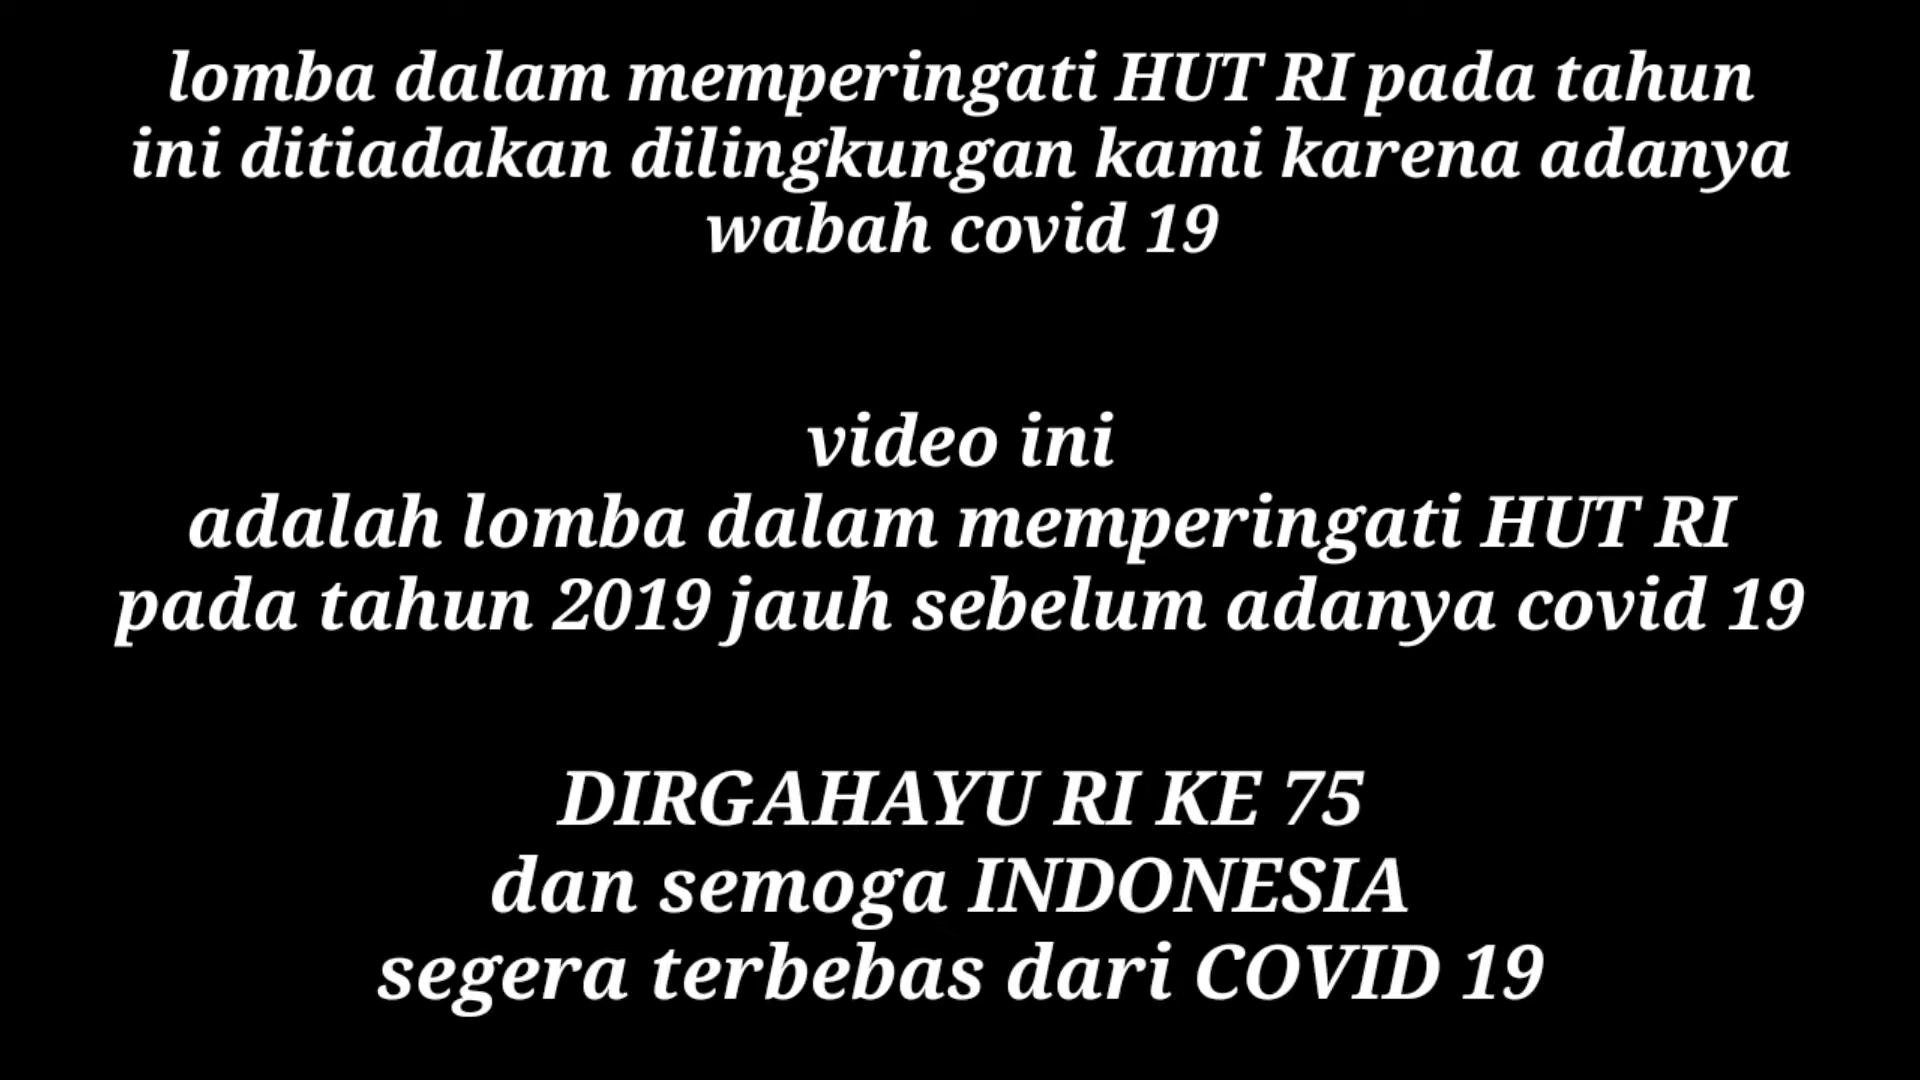 lomba dalam memperingati HUT RI pada tahun
ini ditiadakan dilingkungan kami karena adanya
wabah covid 19
video ini
adalah lomba dalam memperingati HUT RI
pada tahun 2019 jauh sebelum adanya covid 19
DIRGAHAYU RI KE 75
dan semoga INDONESIA
segera terbebas dari COVID 19